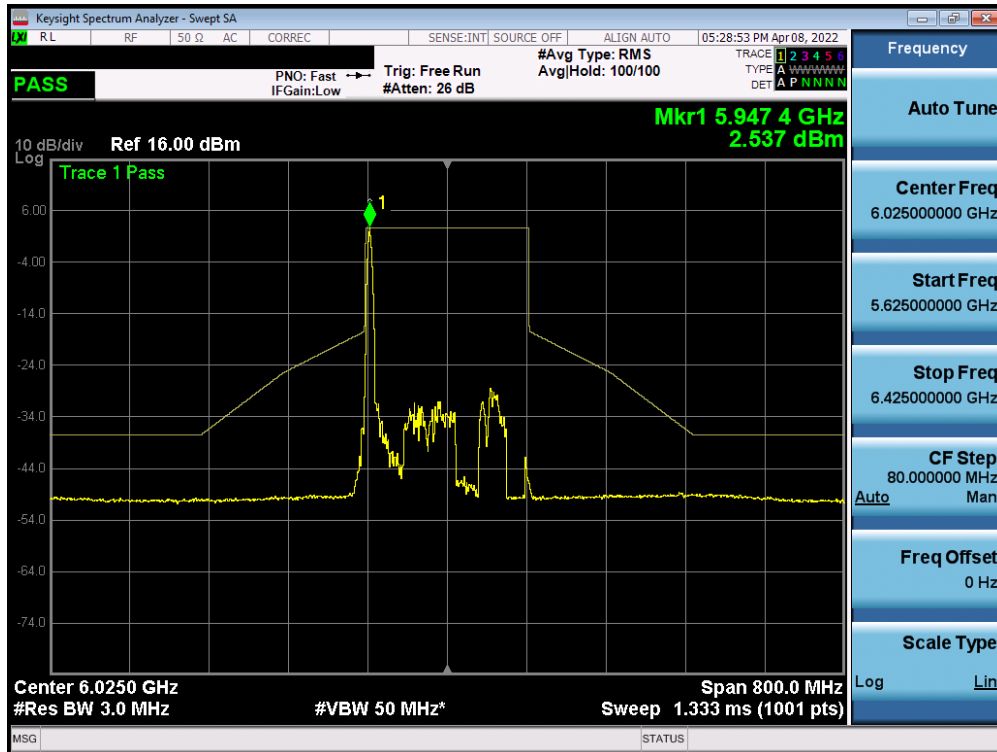 Keysight Spectrum Analyzer - Swept SA
LXI RL RF 50 Ω AC CORREC SENSE:INT SOURCE OFF ALIGN AUTO 05:28:53 PM Apr 08, 2022
PASS
PNO: Fast
IFGain:Low
Trig: Free Run
#Atten: 26 dB
#Avg Type: RMS
Avg|Hold: 100/100
TRACE 1 2 3 4 5 6
TYPE A WWWWW
DET A P N N N N
Mkr1 5.947 4 GHz
2.537 dBm
10 dB/div Ref 16.00 dBm
Log
Trace 1 Pass
1
6.00
-4.00
-14.0
-24.0
-34.0
-44.0
-54.0
-64.0
-74.0
Center 6.0250 GHz Span 800.0 MHz
#Res BW 3.0 MHz #VBW 50 MHz* Sweep 1.333 ms (1001 pts)
MSG STATUS
Frequency
Auto Tune
Center Freq
6.025000000 GHz
Start Freq
5.625000000 GHz
Stop Freq
6.425000000 GHz
CF Step
80.000000 MHz
Auto Man
Freq Offset
0 Hz
Scale Type
Log Lin